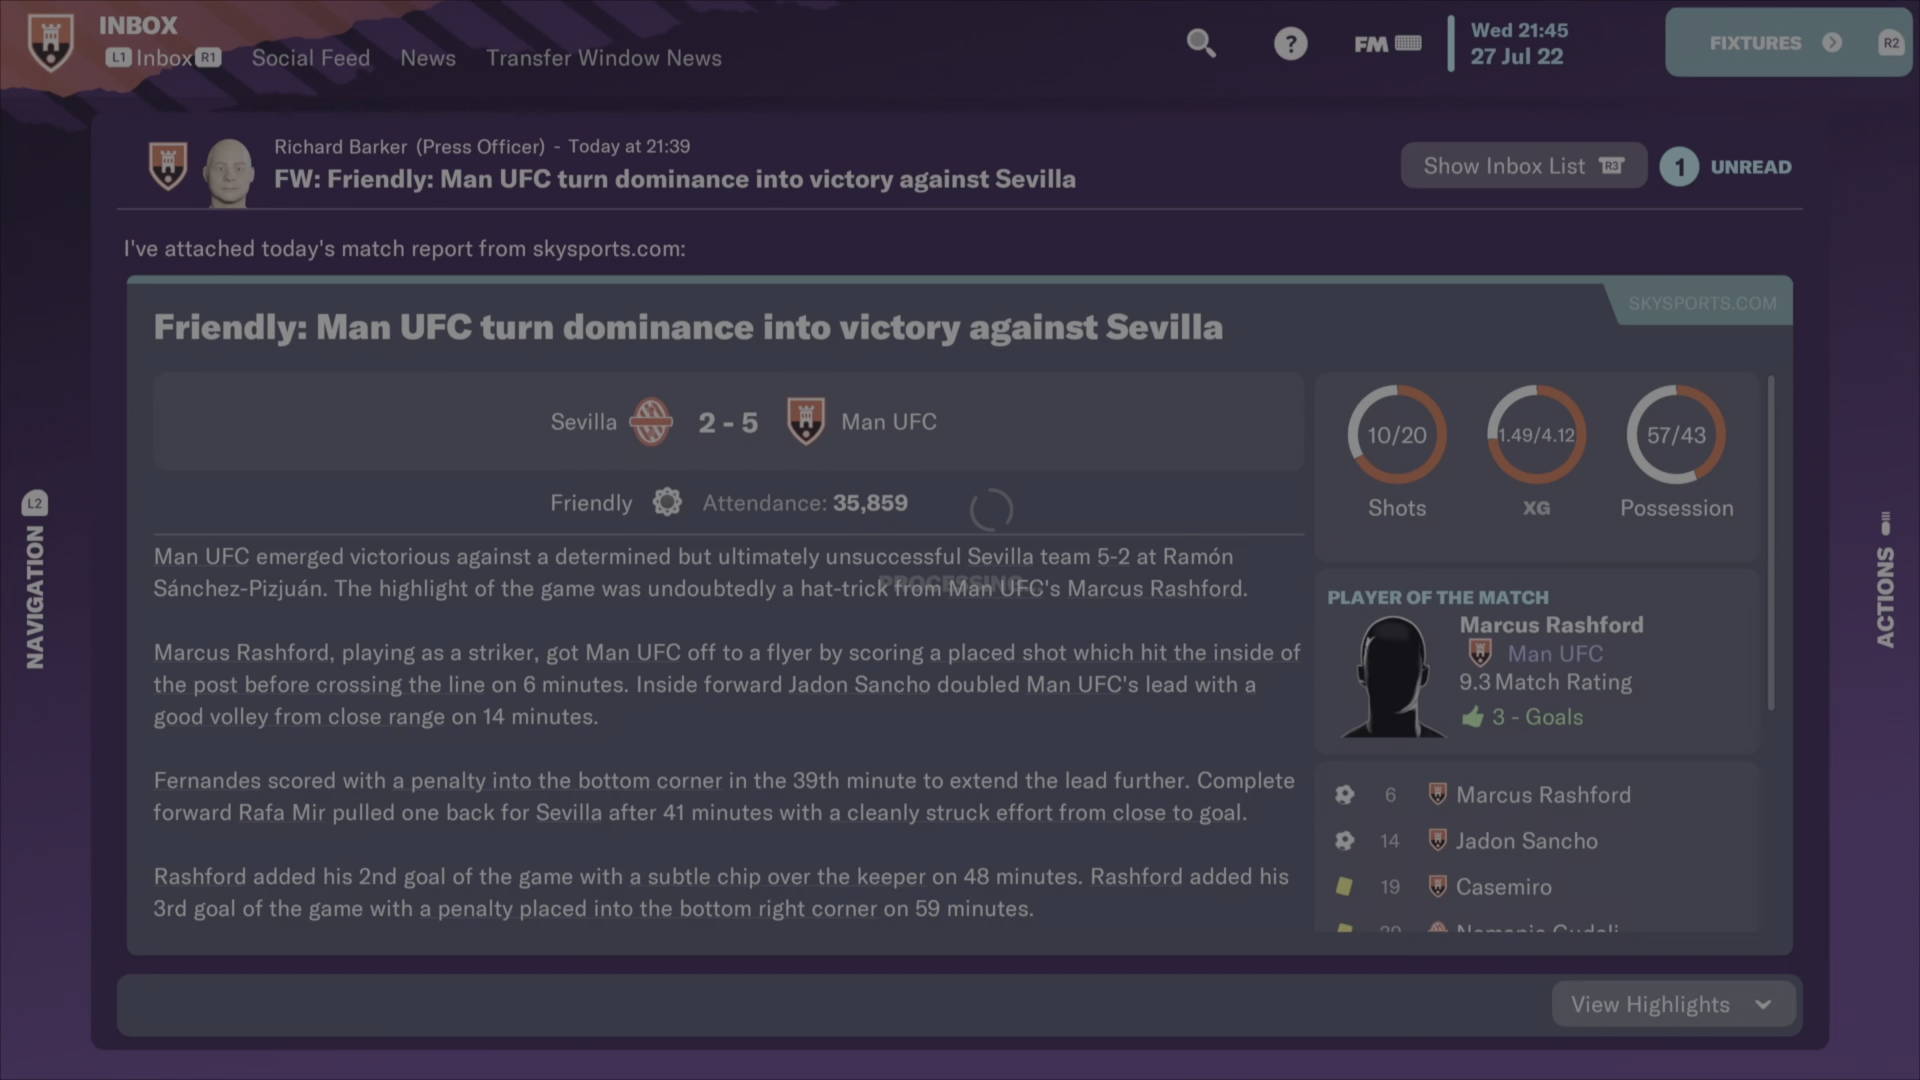 INBOX
L1 Inbox R1 Social Feed News Transfer Window News
? FM Wed 21:45
27 Jul 22
FIXTURES R2
Richard Barker (Press Officer) - Today at 21:39
FW: Friendly: Man UFC turn dominance into victory against Sevilla
Show Inbox List R3 1 UNREAD
I've attached today's match report from skysports.com:
SKYSPORTS.COM
Friendly: Man UFC turn dominance into victory against Sevilla
Sevilla 2 - 5 Man UFC
Friendly Attendance: 35,859
PROCESSING...
Man UFC emerged victorious against a determined but ultimately unsuccessful Sevilla team 5-2 at Ramón
Sánchez-Pizjuán. The highlight of the game was undoubtedly a hat-trick from Man UFC's Marcus Rashford.
Marcus Rashford, playing as a striker, got Man UFC off to a flyer by scoring a placed shot which hit the inside of
the post before crossing the line on 6 minutes. Inside forward Jadon Sancho doubled Man UFC's lead with a
good volley from close range on 14 minutes.
Fernandes scored with a penalty into the bottom corner in the 39th minute to extend the lead further. Complete
forward Rafa Mir pulled one back for Sevilla after 41 minutes with a cleanly struck effort from close to goal.
Rashford added his 2nd goal of the game with a subtle chip over the keeper on 48 minutes. Rashford added his
3rd goal of the game with a penalty placed into the bottom right corner on 59 minutes.
10/20 1.49/4.12 57/43
Shots XG Possession
PLAYER OF THE MATCH
Marcus Rashford
Man UFC
9.3 Match Rating
3 - Goals
6 Marcus Rashford
14 Jadon Sancho
19 Casemiro
Nemanja Gudelj
View Highlights
L2 NAVIGATION
ACTIONS